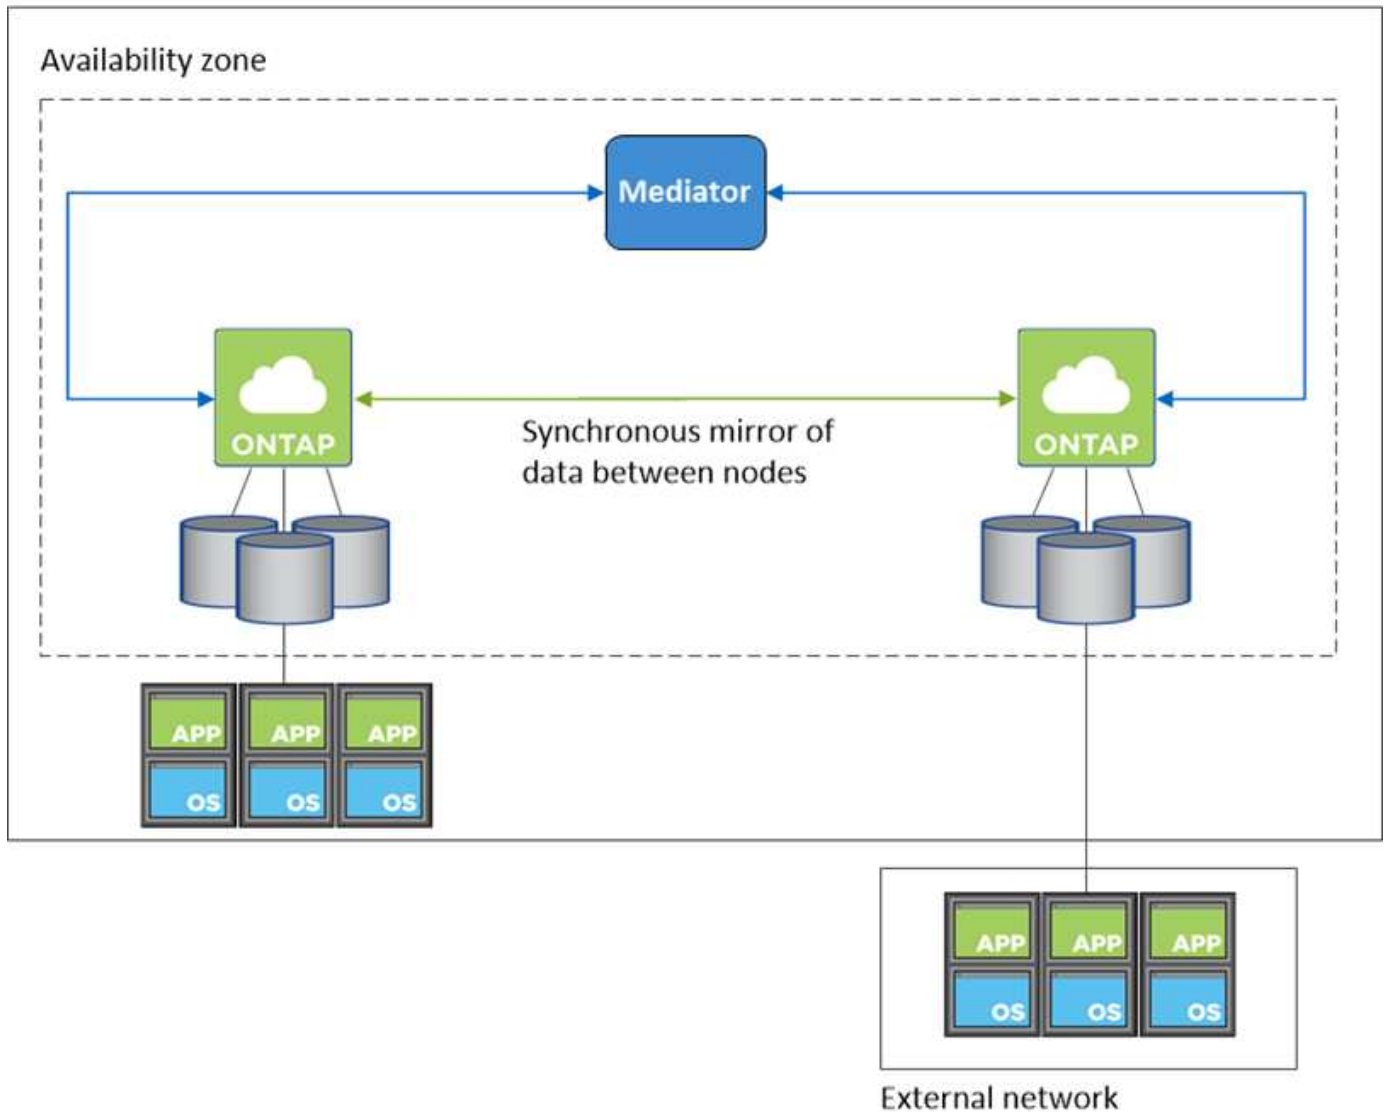 Availability zone
Mediator
ONTAP
ONTAP
Synchronous mirror of
data between nodes
APP
APP
APP
OS
OS
OS
APP
APP
APP
OS
OS
OS
External network